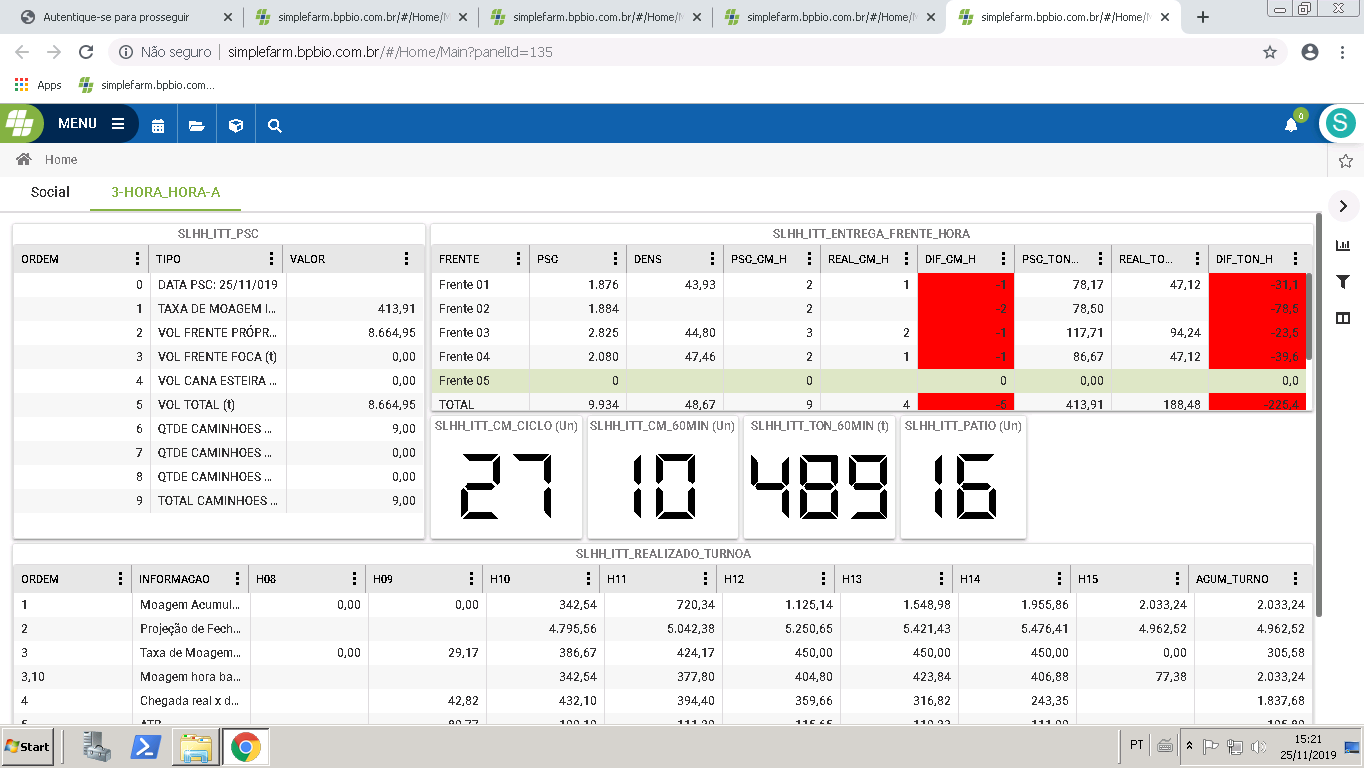 Autentique-se para prosseguir
simplefarm.bpbio.com.br/#/Home/M
simplefarm.bpbio.com.br/#/Home/M
simplefarm.bpbio.com.br/#/Home/M
simplefarm.bpbio.com.br/#/Home/M
Não seguro | simplefarm.bpbio.com.br/#/Home/Main?panelId=135
Apps simplefarm.bpbio.com...
MENU 0 S
Home
Social 3-HORA_HORA-A
SLHH_ITT_PSC
ORDEM TIPO VALOR
0 DATA PSC: 25/11/019
1 TAXA DE MOAGEM I... 413,91
2 VOL FRENTE PRÓPR... 8.664,95
3 VOL FRENTE FOCA (t) 0,00
4 VOL CANA ESTEIRA ... 0,00
5 VOL TOTAL (t) 8.664,95
6 QTDE CAMINHOES ... 9,00
7 QTDE CAMINHOES ... 0,00
8 QTDE CAMINHOES ... 0,00
9 TOTAL CAMINHOES ... 9,00
SLHH_ITT_ENTREGA_FRENTE_HORA
FRENTE PSC DENS PSC_CM_H REAL_CM_H DIF_CM_H PSC_TON... REAL_TO... DIF_TON_H
Frente 01 1.876 43,93 2 1 -1 78,17 47,12 -31,1
Frente 02 1.884 2 -2 78,50 -78,5
Frente 03 2.825 44,80 3 2 -1 117,71 94,24 -23,5
Frente 04 2.080 47,46 2 1 -1 86,67 47,12 -39,6
Frente 05 0 0 0 0,00 0,0
TOTAL 9.934 48,67 9 4 -5 413,91 188,48 -225,4
SLHH_ITT_CM_CICLO (Un) SLHH_ITT_CM_60MIN (Un) SLHH_ITT_TON_60MIN (t) SLHH_ITT_PATIO (Un)
27 10 489 16
SLHH_ITT_REALIZADO_TURNOA
ORDEM INFORMACAO H08 H09 H10 H11 H12 H13 H14 H15 ACUM_TURNO
1 Moagem Acumul... 0,00 0,00 342,54 720,34 1.125,14 1.548,98 1.955,86 2.033,24 2.033,24
2 Projeção de Fech... 4.795,56 5.042,38 5.250,65 5.421,43 5.476,41 4.962,52 4.962,52
3 Taxa de Moagem... 0,00 29,17 386,67 424,17 450,00 450,00 450,00 0,00 305,58
3,10 Moagem hora ba... 342,54 377,80 404,80 423,84 406,88 77,38 2.033,24
4 Chegada real x d... 42,82 432,10 394,40 359,66 316,82 243,35 1.837,68
Start PT 15:21
25/11/2019